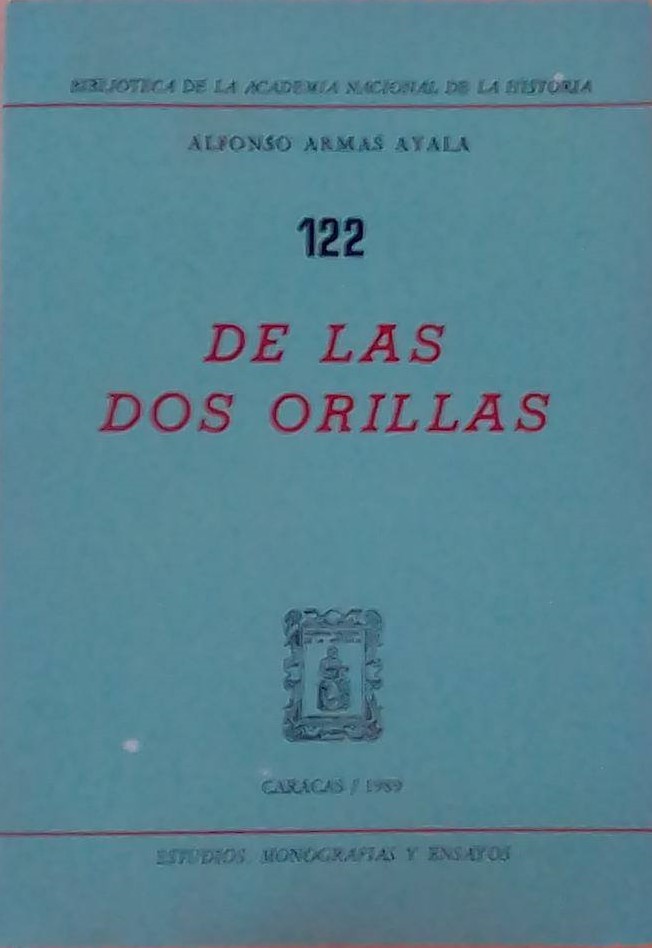 BIBLIOTECA DE LA ACADEMIA NACIONAL DE LA HISTORIA
ALFONSO ARMAS AYALA
122
DE LAS
DOS ORILLAS
CARACAS / 1989
ESTUDIOS, MONOGRAFIAS Y ENSAYOS